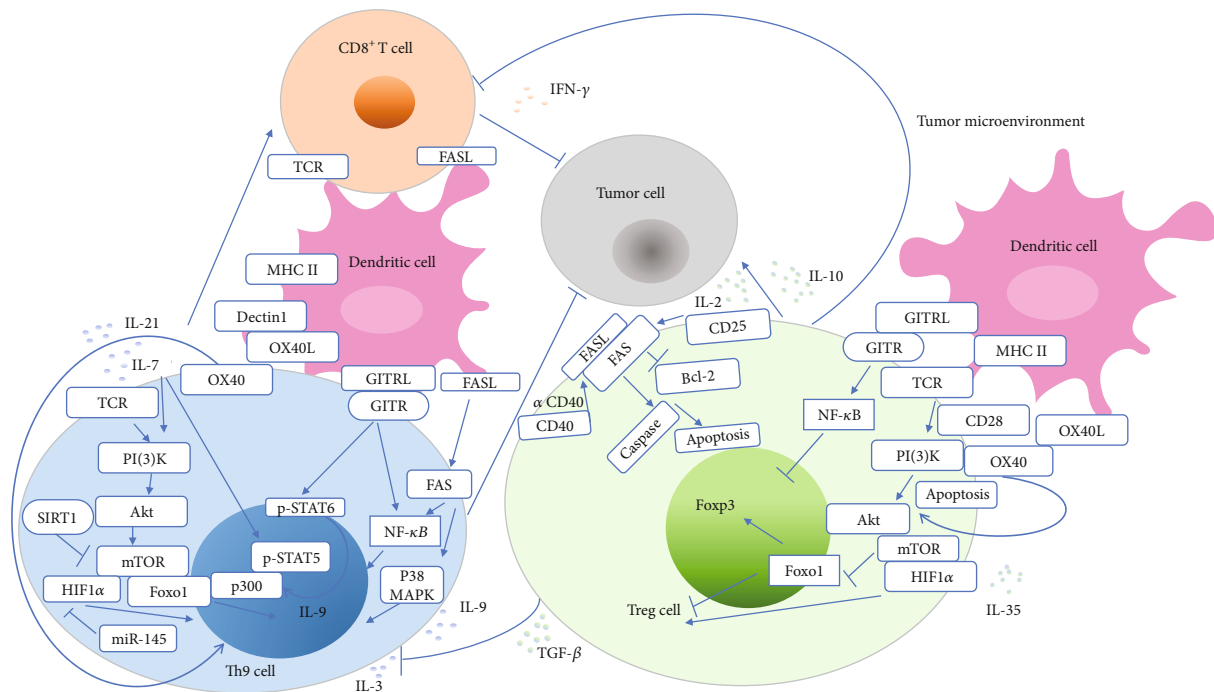 CD8⁺ T cell
IFN-γ
TCR
FASL
Tumor microenvironment
Tumor cell
Dendritic cell
MHC II
Dectin1
OX40L
Dendritic cell
IL-10
IL-2
CD25
GITRL
GITR
MHC II
TCR
IL-21
IL-7
OX40
TCR
GITRL
GITR
FASL
FASL
FAS
Bcl-2
α CD40
CD40
Caspase
Apoptosis
NF-κB
CD28
OX40L
PI(3)K
OX40
Apoptosis
PI(3)K
FAS
SIRT1
Akt
p-STAT6
NF-κB
Foxp3
Akt
mTOR
p-STAT5
mTOR
HIF1α
Foxo1
p300
P38
MAPK
Foxo1
HIF1α
IL-9
IL-9
Treg cell
IL-35
miR-145
Th9 cell
IL-3
TGF-β